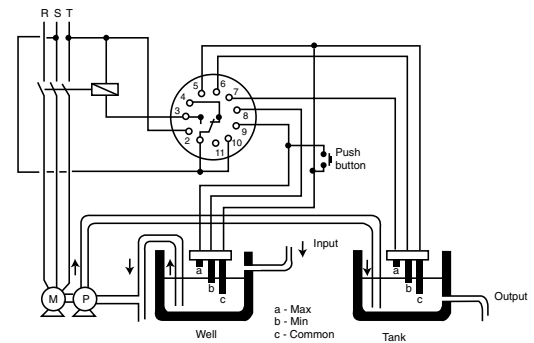 R S T
5 6 7
4 8
3 9
2 10
11
Push
button
Input
a b c
a - Max
b - Min
c - Common
a b c
Output
M P
Well
Tank